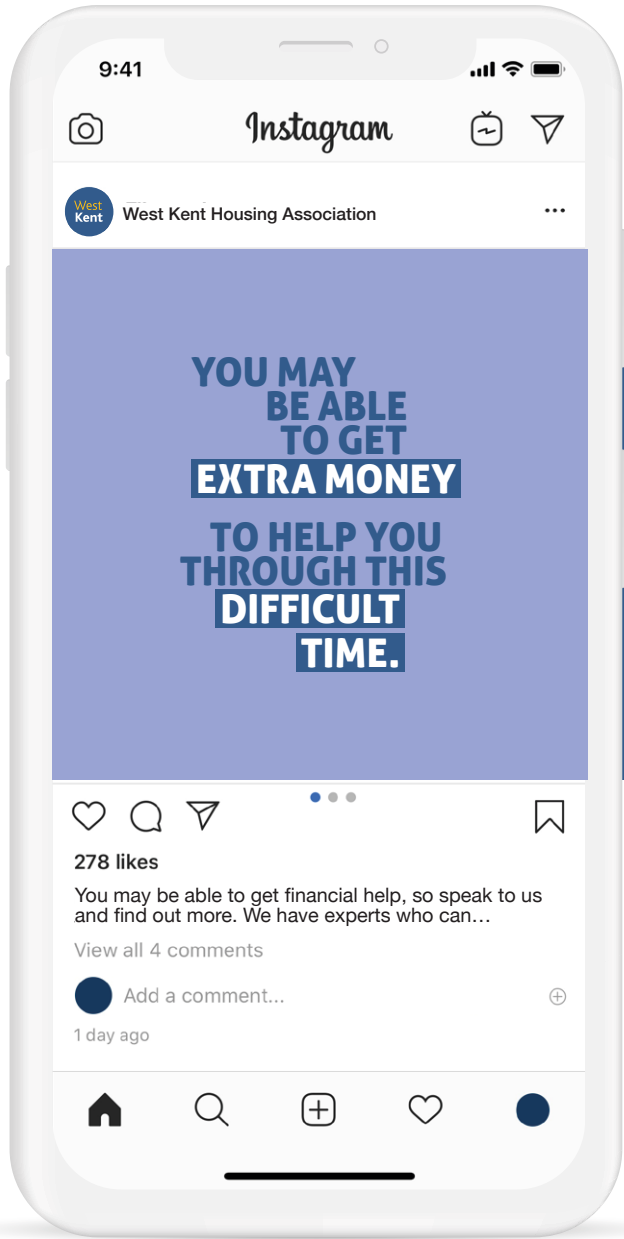 9:41
Instagram
West
Kent
West Kent Housing Association
YOU MAY
BE ABLE
TO GET
EXTRA MONEY
TO HELP YOU
THROUGH THIS
DIFFICULT
TIME.
278 likes
You may be able to get financial help, so speak to us
and find out more. We have experts who can…
View all 4 comments
Add a comment...
1 day ago